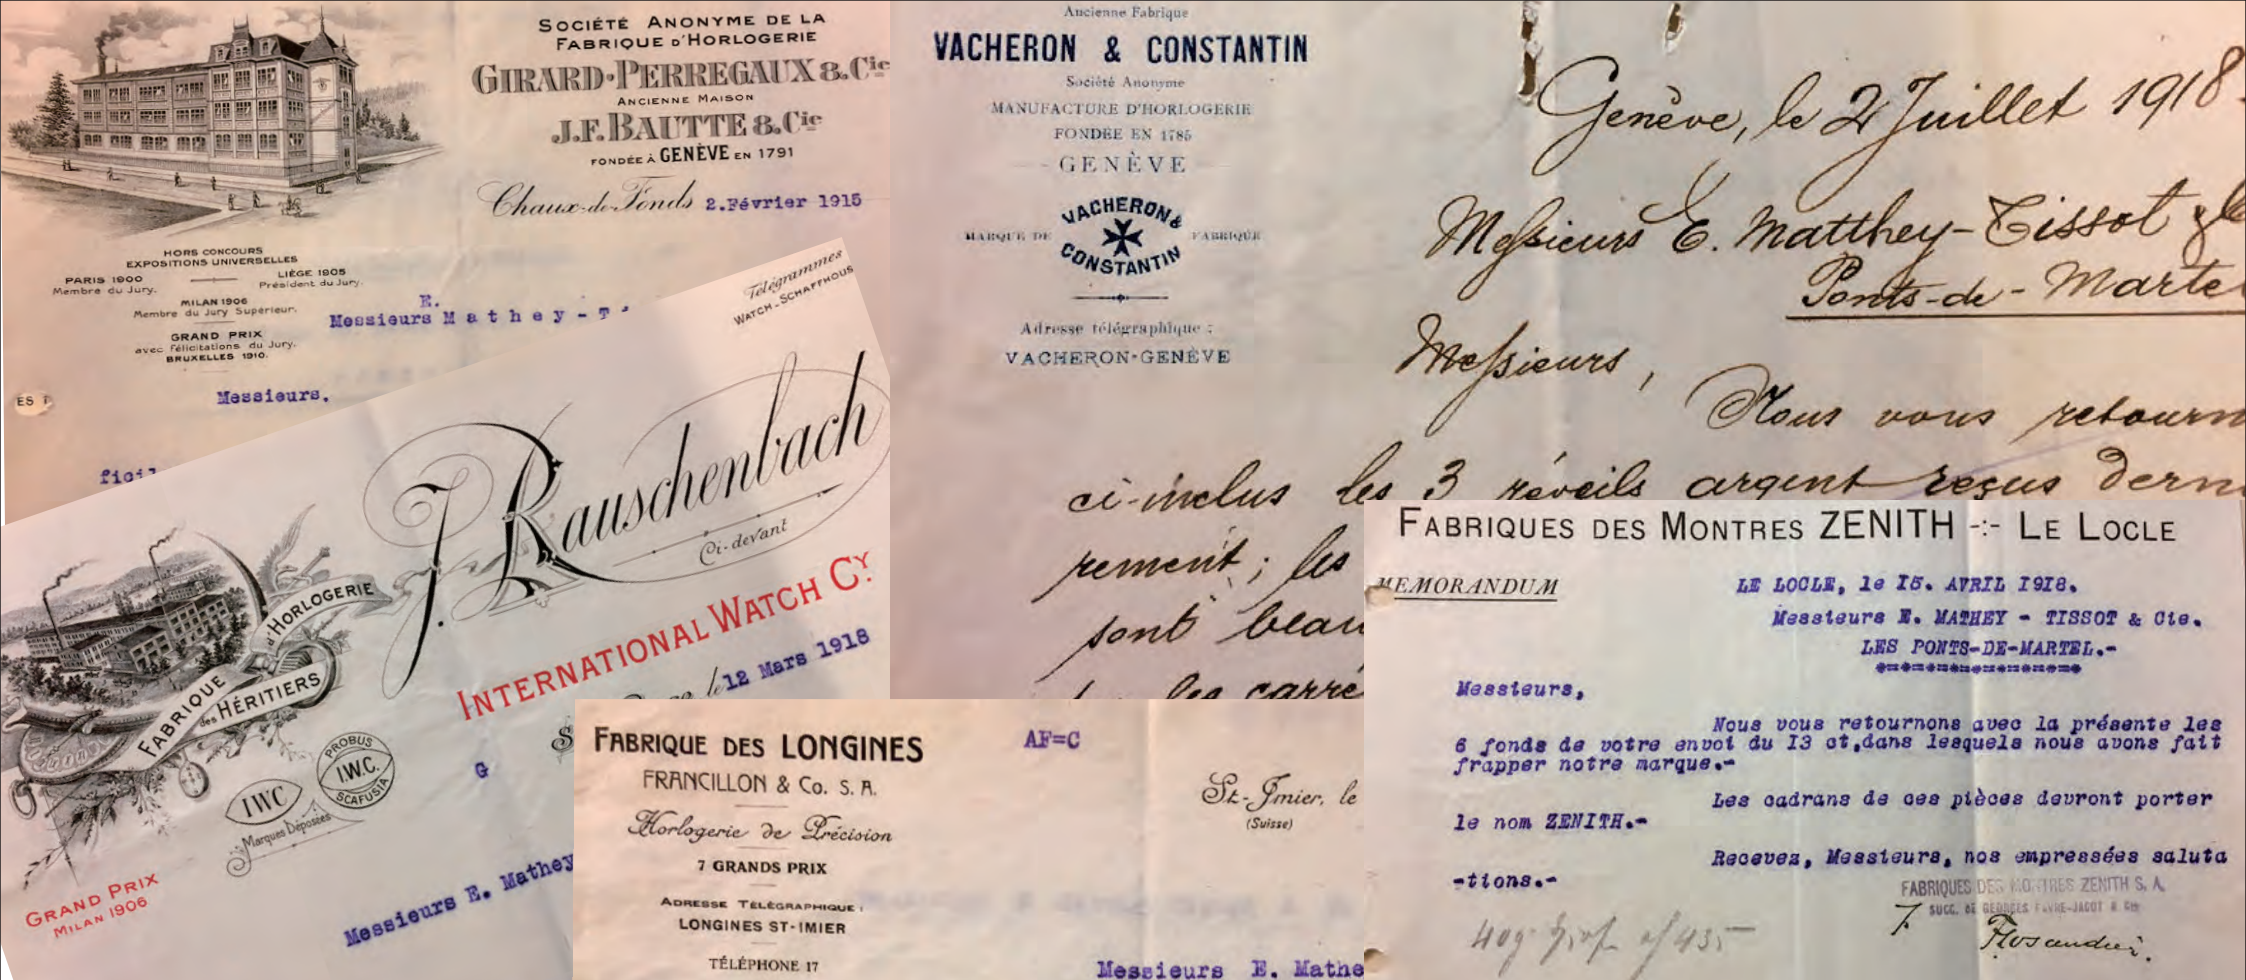 SOCIÉTÉ ANONYME DE LA
FABRIQUE D'HORLOGERIE
GIRARD-PERREGAUX & Cie
ANCIENNE MAISON
J.F. BAUTTE & Cie
FONDÉE À GENÈVE EN 1791
Chaux-de-Fonds 2.Février 1915
HORS CONCOURS
EXPOSITIONS UNIVERSELLES
PARIS 1900
Membre du Jury.
LIÈGE 1905
Président du Jury.
MILAN 1906
Membre du Jury Supérieur.
GRAND PRIX
avec Félicitations du Jury.
BRUXELLES 1910.
E.
Messieurs Mathey-T
Messieurs.
Télégrammes
WATCH-SCHAFFHOUS
J. Rauschenbach
Ci-devant
INTERNATIONAL WATCH CY.
le 12 Mars 1918
FABRIQUE d'HORLOGERIE
des HÉRITIERS
PROBUS
I.W.C.
SCAFUSIA
IWC
Marques Déposées
G
GRAND PRIX
MILAN 1906
Messieurs E. Mathey
Ancienne Fabrique
VACHERON & CONSTANTIN
Société Anonyme
MANUFACTURE D'HORLOGERIE
FONDÉE EN 1785
- GENÈVE -
VACHERON &
MARQUE DE FABRIQUE
CONSTANTIN
Adresse télégraphique :
VACHERON-GENÈVE
Genève, le 2 Juillet 1918.
Messieurs E. Matthey-Tissot & C
Ponts-de-Marte
Messieurs,
Nous vous retourn
ci-inclus les 3 réveils argent reçus dern
rement ; les
sont beau
les carré
FABRIQUE DES LONGINES
FRANCILLON & Co. S. A.
Horlogerie de Précision
7 GRANDS PRIX
ADRESSE TÉLÉGRAPHIQUE :
LONGINES ST-IMIER
TÉLÉPHONE 17
AF=C
St-Imier, le
(Suisse)
Messieurs E. Mathe
FABRIQUES DES MONTRES ZENITH -:- LE LOCLE
MEMORANDUM
LE LOCLE, le 15. AVRIL 1918.
Messieurs E. MATHEY - TISSOT & Cie.
LES PONTS-DE-MARTEL.-
Messieurs,
Nous vous retournons avec la présente les
6 fonds de votre envoi du 13 ct,dans lesquels nous avons fait
frapper notre marque.-
Les cadrans de ces pièces devront porter
le nom ZENITH.-
Recevez, Messieurs, nos empressées saluta
-tions.-
FABRIQUES DES MONTRES ZENITH S. A.
SUCC. DE GEORGES FAVRE-JACOT & Cie